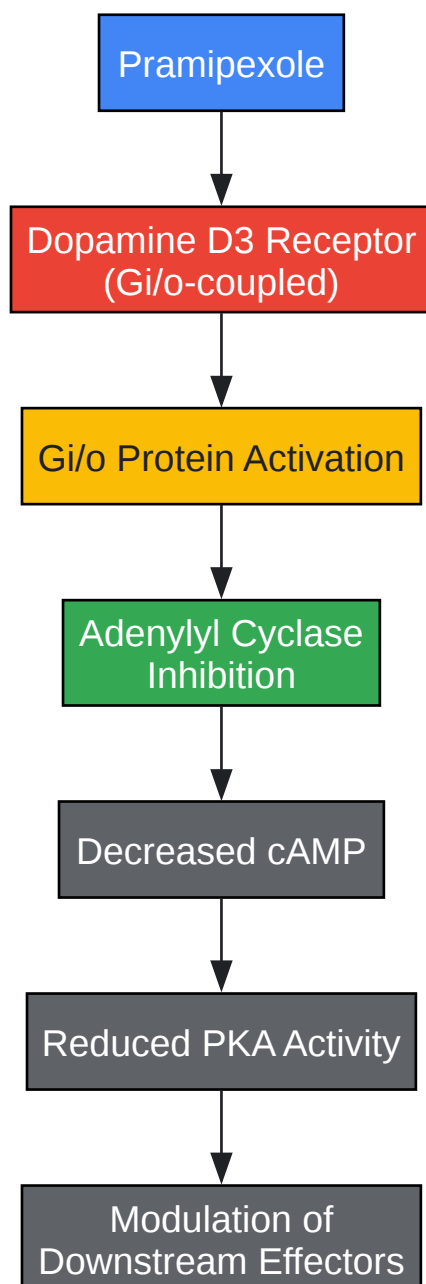 Pramipexole
Dopamine D3 Receptor
(Gi/o-coupled)
Gi/o Protein Activation
Adenylyl Cyclase
Inhibition
Decreased cAMP
Reduced PKA Activity
Modulation of
Downstream Effectors